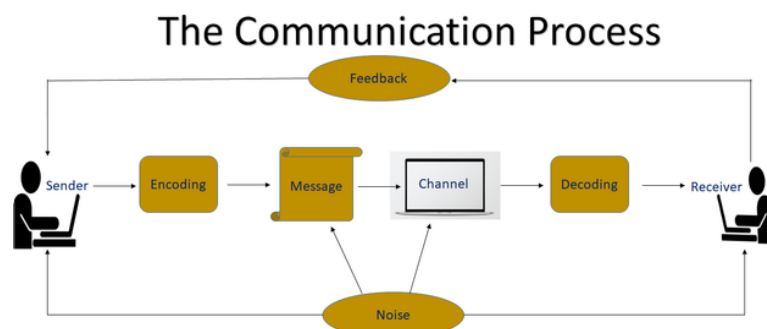 The Communication Process
Feedback
Sender
Encoding
Message
Channel
Decoding
Receiver
Noise